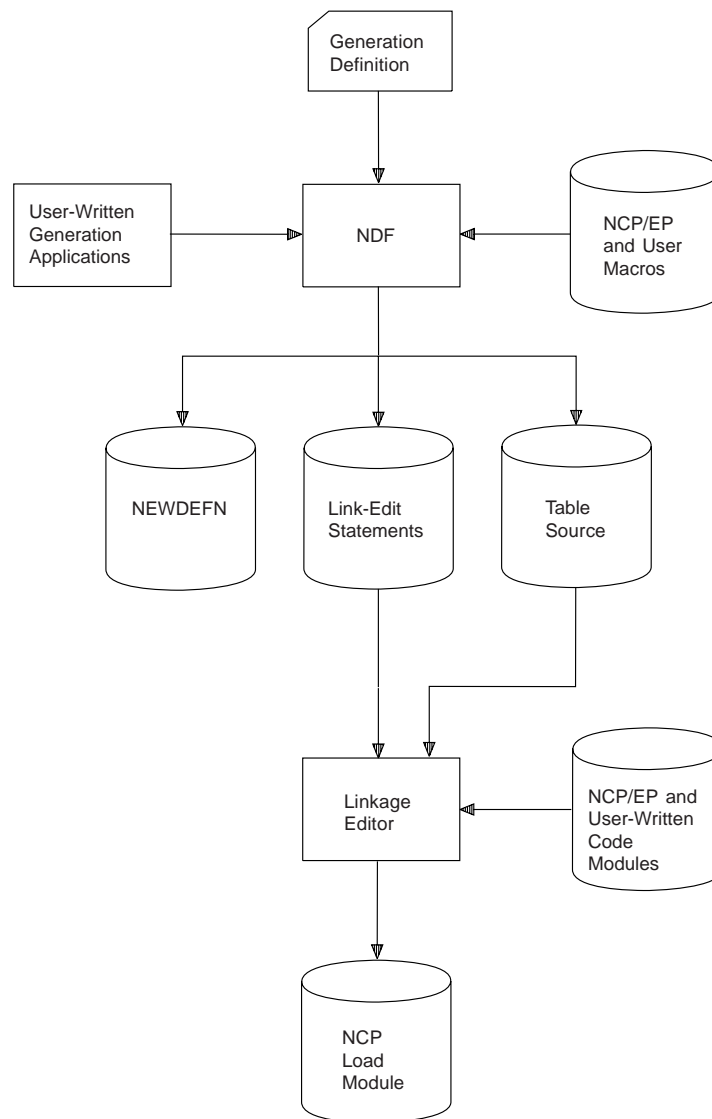 Generation
Definition
User-Written
Generation
Applications
NDF
NCP/EP
and User
Macros
NEWDEFN
Link-Edit
Statements
Table
Source
Linkage
Editor
NCP/EP and
User-Written
Code
Modules
NCP
Load
Module